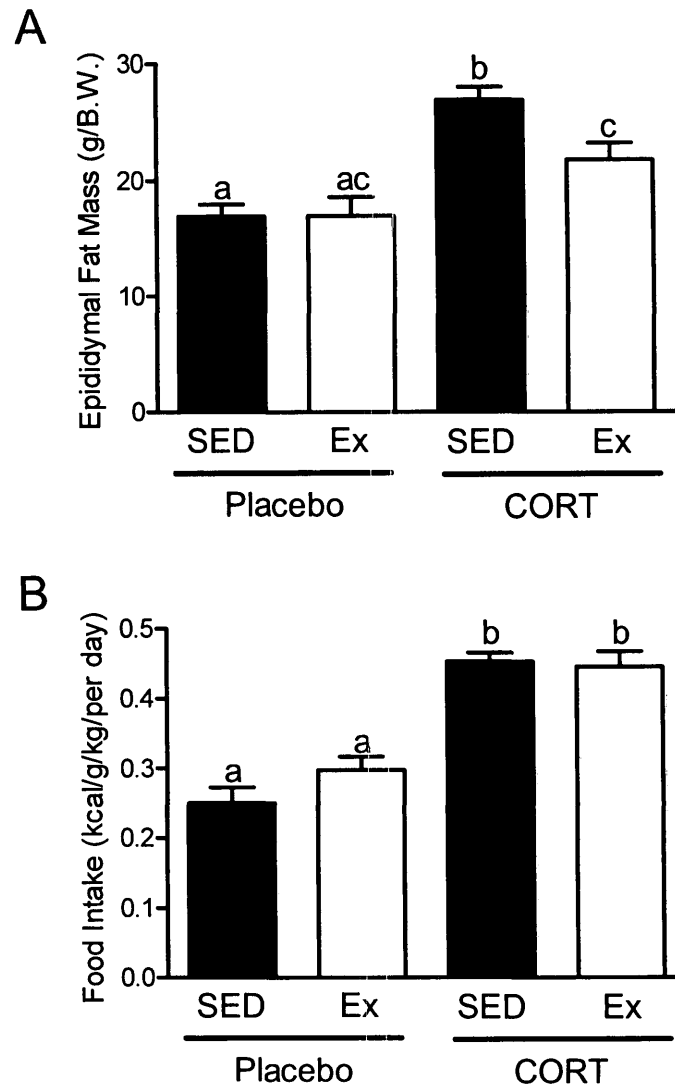 A
Epididymal Fat Mass (g/B.W.)
30
20
10
0
a
ac
b
c
SED
Ex
SED
Ex
Placebo
CORT
B
Food Intake (kcal/g/kg/per day)
0.5
0.4
0.3
0.2
0.1
0.0
a
a
b
b
SED
Ex
SED
Ex
Placebo
CORT